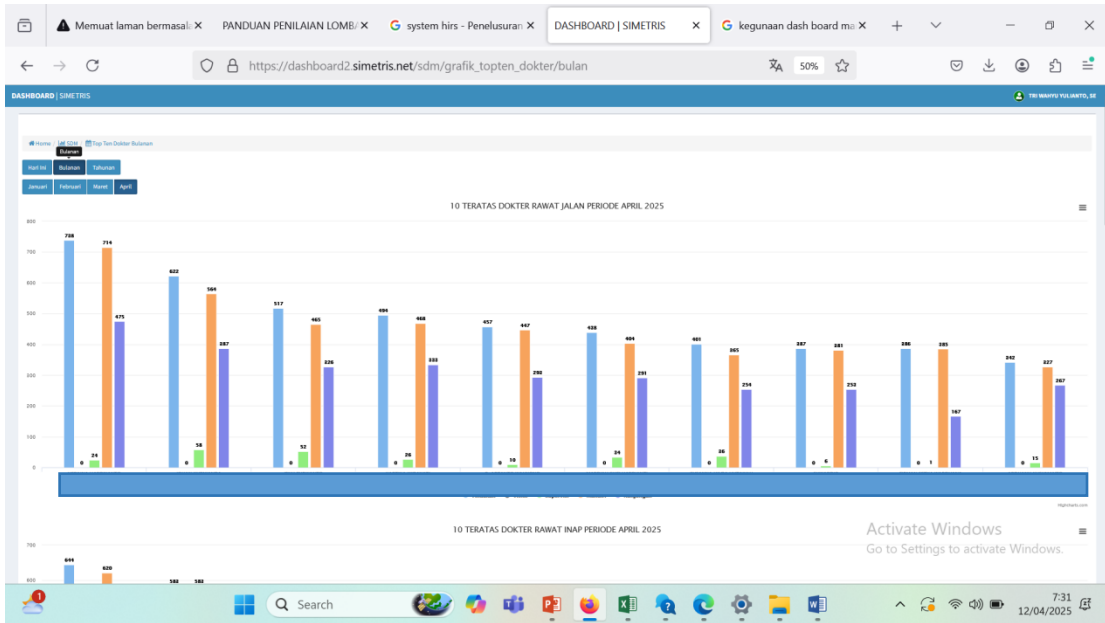 Memuat laman bermasala
PANDUAN PENILAIAN LOMBA
system hirs - Penelusuran
DASHBOARD | SIMETRIS
kegunaan dash board ma
https://dashboard2.simetris.net/sdm/grafik_topten_dokter/bulan
50%
DASHBOARD | SIMETRIS
TRI WAHYU YULIANTO, SE
Home / SDM / Top Ten Dokter Bulanan
Bulanan
Hari Ini Bulanan Tahunan
Januari Februari Maret April
10 TERATAS DOKTER RAWAT JALAN PERIODE APRIL 2025
800
700
600
500
400
300
200
100
0
738 0 24 714 475
622 0 58 564 387
517 0 52 465 326
494 0 26 468 333
457 0 10 447 292
438 0 34 404 291
401 0 36 365 254
387 0 6 381 253
386 0 1 385 167
342 0 15 327 267
Highcharts.com
10 TERATAS DOKTER RAWAT INAP PERIODE APRIL 2025
700
600
644 620
583 583
Activate Windows
Go to Settings to activate Windows.
1
Search
7:31
12/04/2025